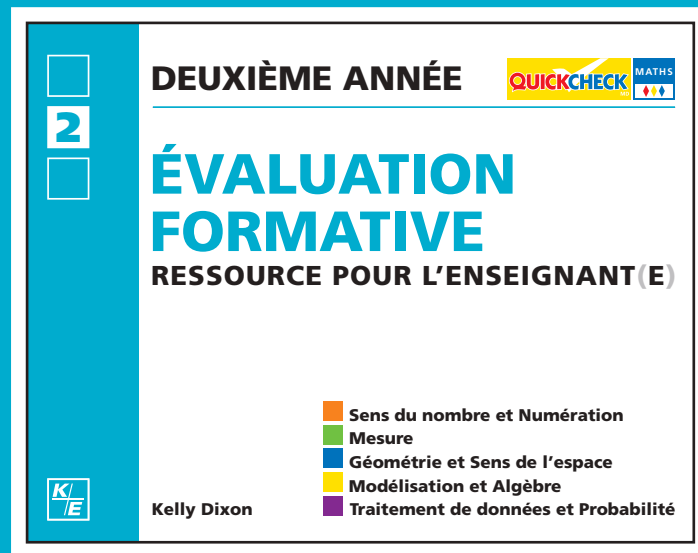 DEUXIÈME ANNÉE
QUICKCHECK
MATHS
2
ÉVALUATION
FORMATIVE
RESSOURCE POUR L'ENSEIGNANT(E)
Sens du nombre et Numération
Mesure
Géométrie et Sens de l'espace
Modélisation et Algèbre
Traitement de données et Probabilité
K/E
Kelly Dixon